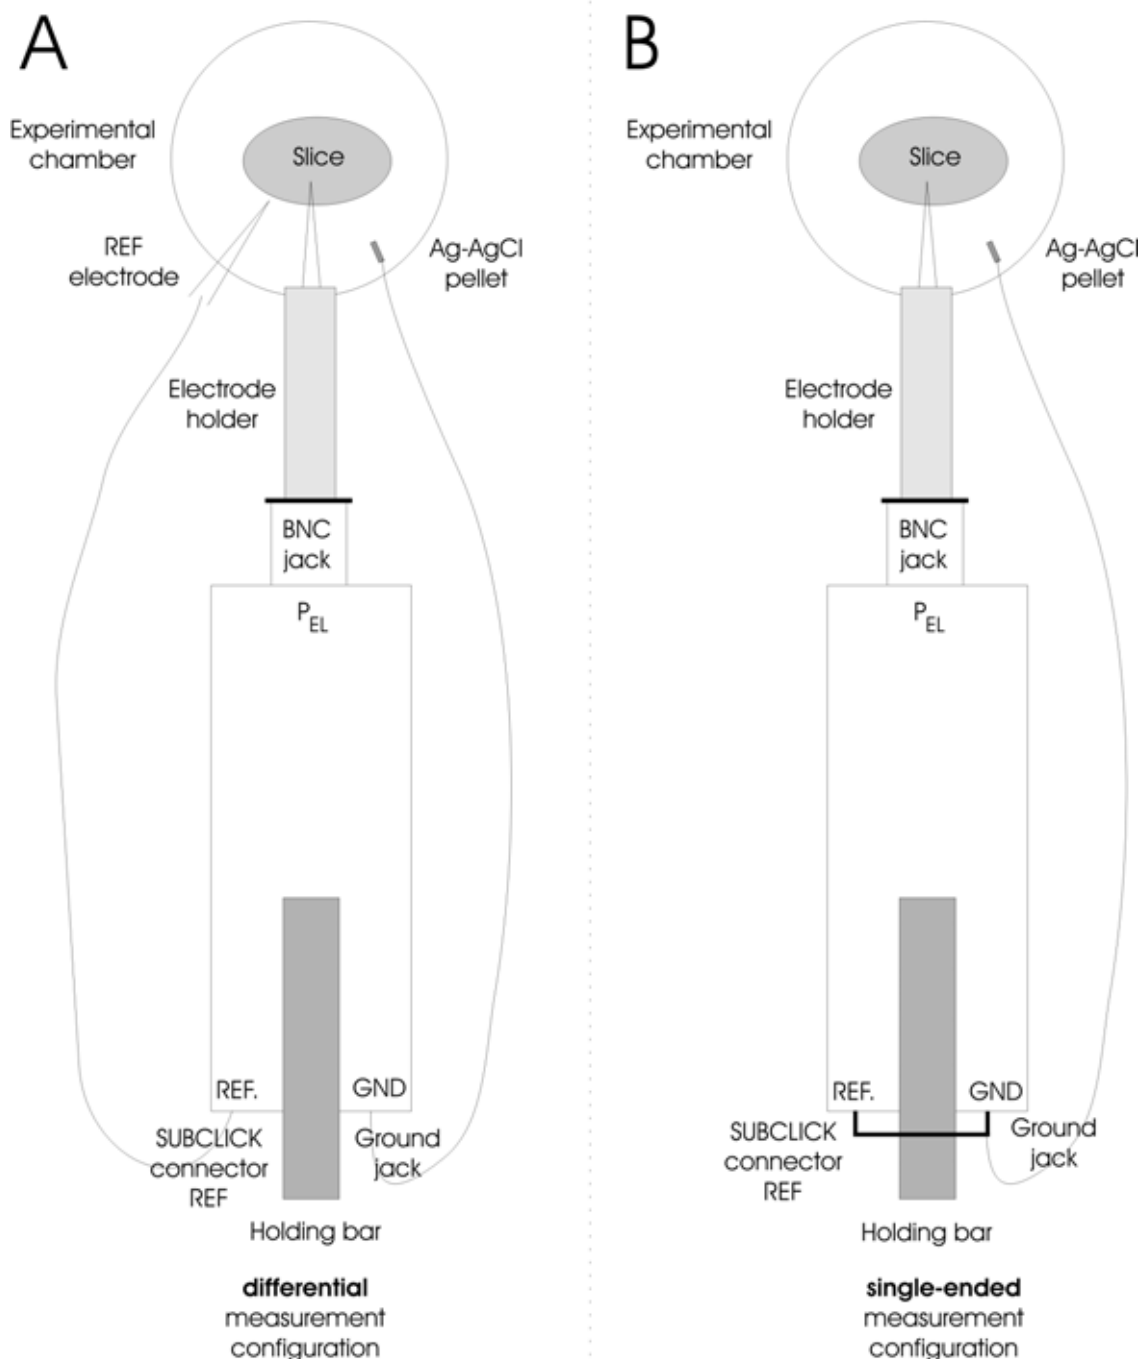 A
Experimental
chamber
Slice
REF
electrode
Ag-AgCl
pellet
Electrode
holder
BNC
jack
PEL
REF.
GND
SUBCLICK
connector
REF
Ground
jack
Holding bar
differential
measurement
configuration
B
Experimental
chamber
Slice
Ag-AgCl
pellet
Electrode
holder
BNC
jack
PEL
REF.
GND
SUBCLICK
connector
REF
Ground
jack
Holding bar
single-ended
measurement
configuration